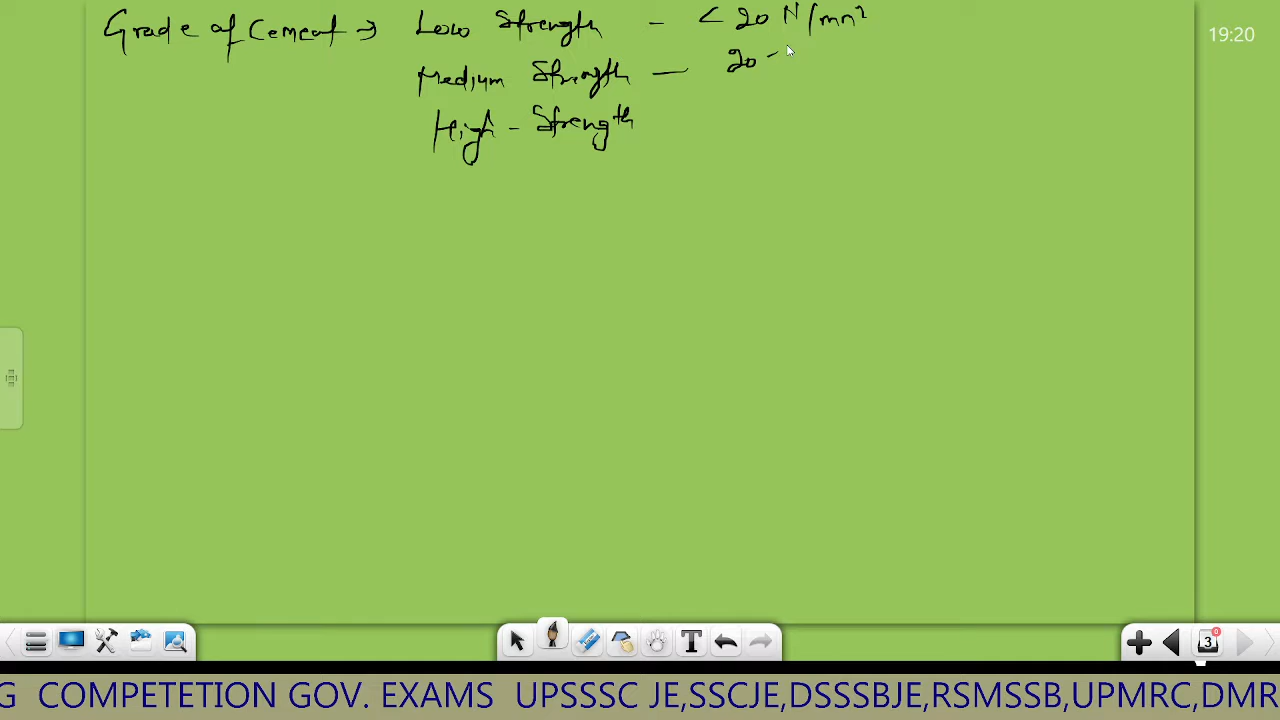 Grade of Cement → Low Strength - < 20 N/mm²
19:20
Medium Strength — 20 -
High - Strength
3
G COMPETETION GOV. EXAMS UPSSSC JE,SSCJE,DSSSBJE,RSMSSB,UPMRC,DMR